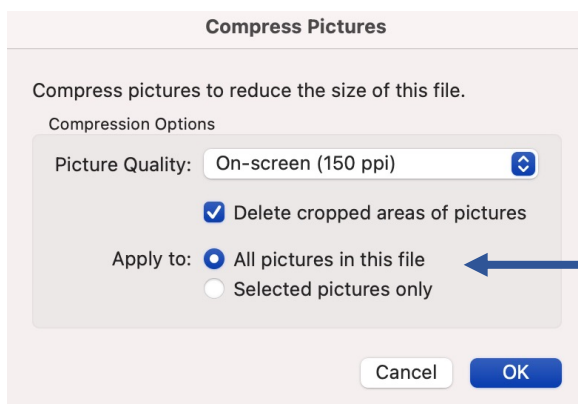 Compress Pictures
Compress pictures to reduce the size of this file.
Compression Options
Picture Quality: On-screen (150 ppi)
Delete cropped areas of pictures
Apply to: All pictures in this file
Selected pictures only
Cancel OK